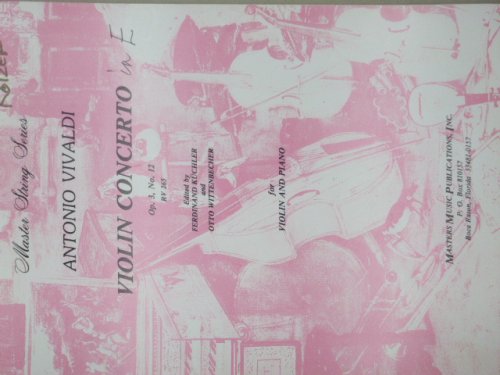 Master String Series
ANTONIO VIVALDI
VIOLIN CONCERTO in E
Op. 3, No. 12
RV 265
Edited by
FERDINAND KÜCHLER
and
OTTO WITTENBECHER
for
VIOLIN AND PIANO
MASTERS MUSIC PUBLICATIONS, INC.
P. O. Box 810157
Boca Raton, Florida 33481-0157